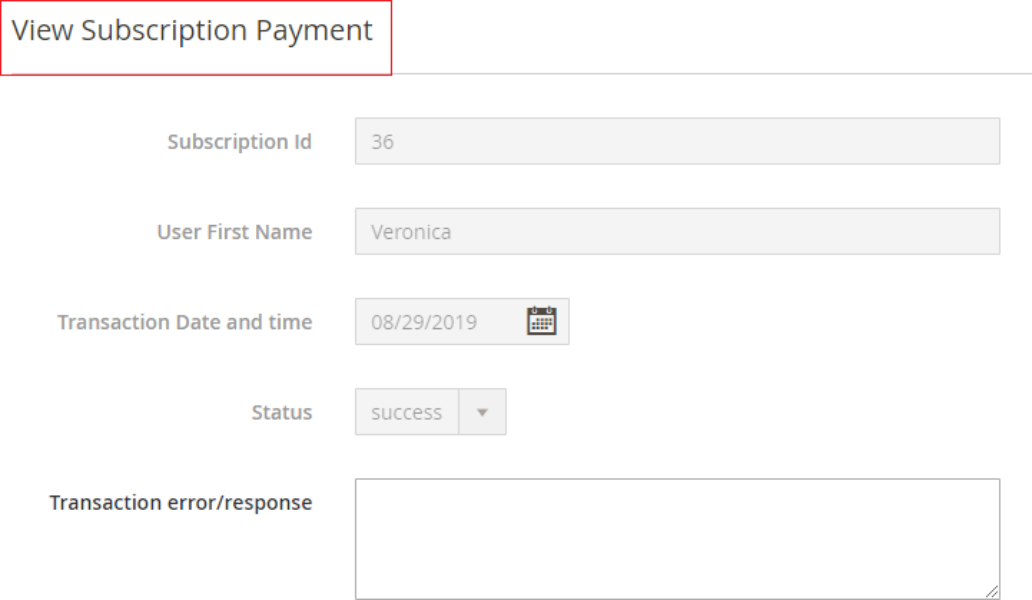 View Subscription Payment
Subscription Id 36
User First Name Veronica
Transaction Date and time 08/29/2019
Status success
Transaction error/response